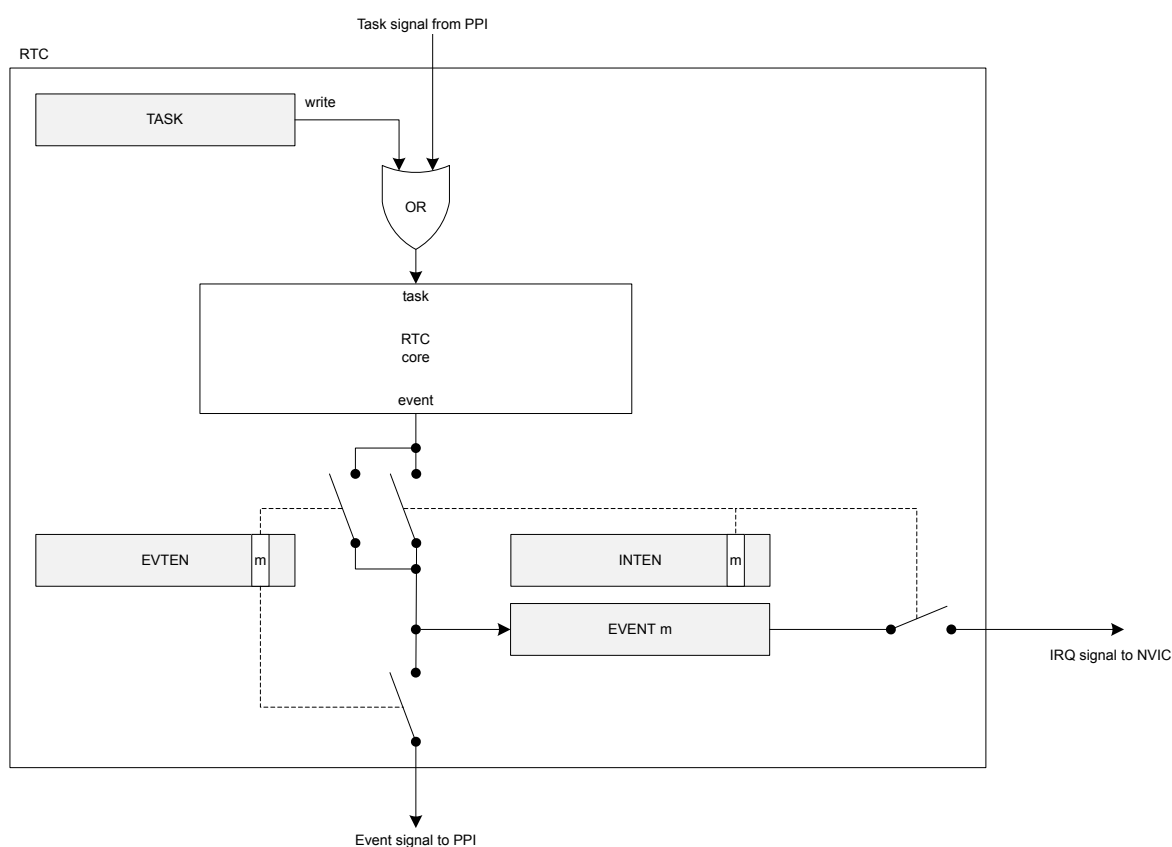 Task signal from PPI
RTC
write
TASK
OR
task
RTC
core
event
EVTEN
m
INTEN
m
EVENT m
IRQ signal to NVIC
Event signal to PPI